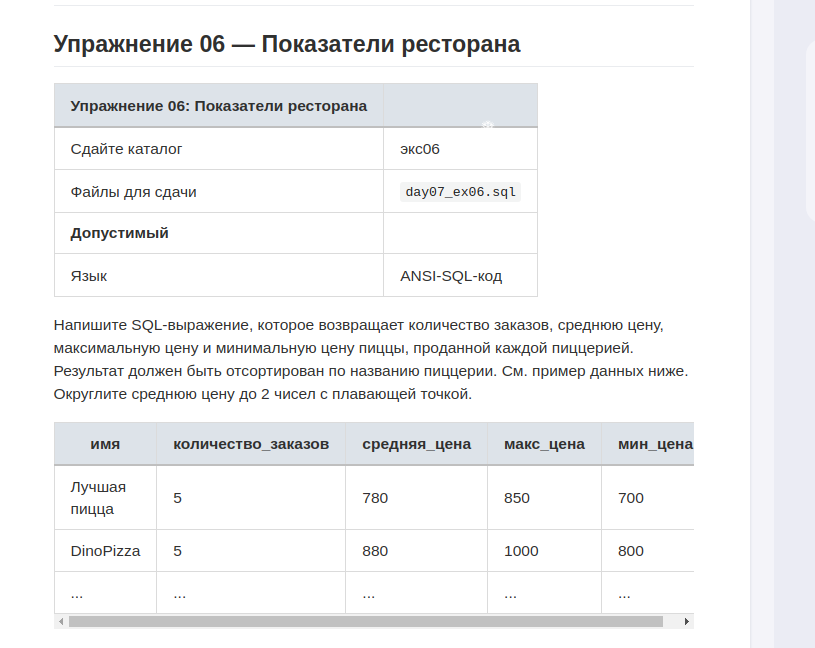 Упражнение 06 — Показатели ресторана
Упражнение 06: Показатели ресторана
Сдайте каталог экс06
Файлы для сдачи day07_ex06.sql
Допустимый
Язык ANSI-SQL-код
Напишите SQL-выражение, которое возвращает количество заказов, среднюю цену,
максимальную цену и минимальную цену пиццы, проданной каждой пиццерией.
Результат должен быть отсортирован по названию пиццерии. См. пример данных ниже.
Округлите среднюю цену до 2 чисел с плавающей точкой.
имя количество_заказов средняя_цена макс_цена мин_цена
Лучшая
пицца 5 780 850 700
DinoPizza 5 880 1000 800
... ... ... ... ...